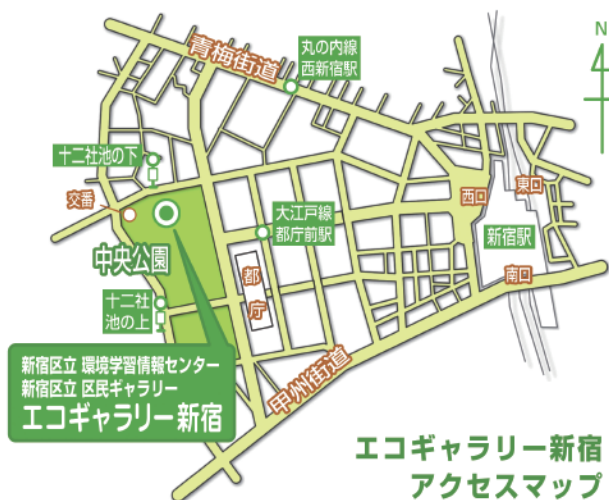 青梅街道
丸の内線
西新宿駅
N
十二社池の下
交番
中央公園
大江戸線
都庁前駅
西口
東口
新宿駅
南口
都庁
十二社
池の上
甲州街道
新宿区立 環境学習情報センター
新宿区立 区民ギャラリー
エコギャラリー新宿
エコギャラリー新宿
アクセスマップ